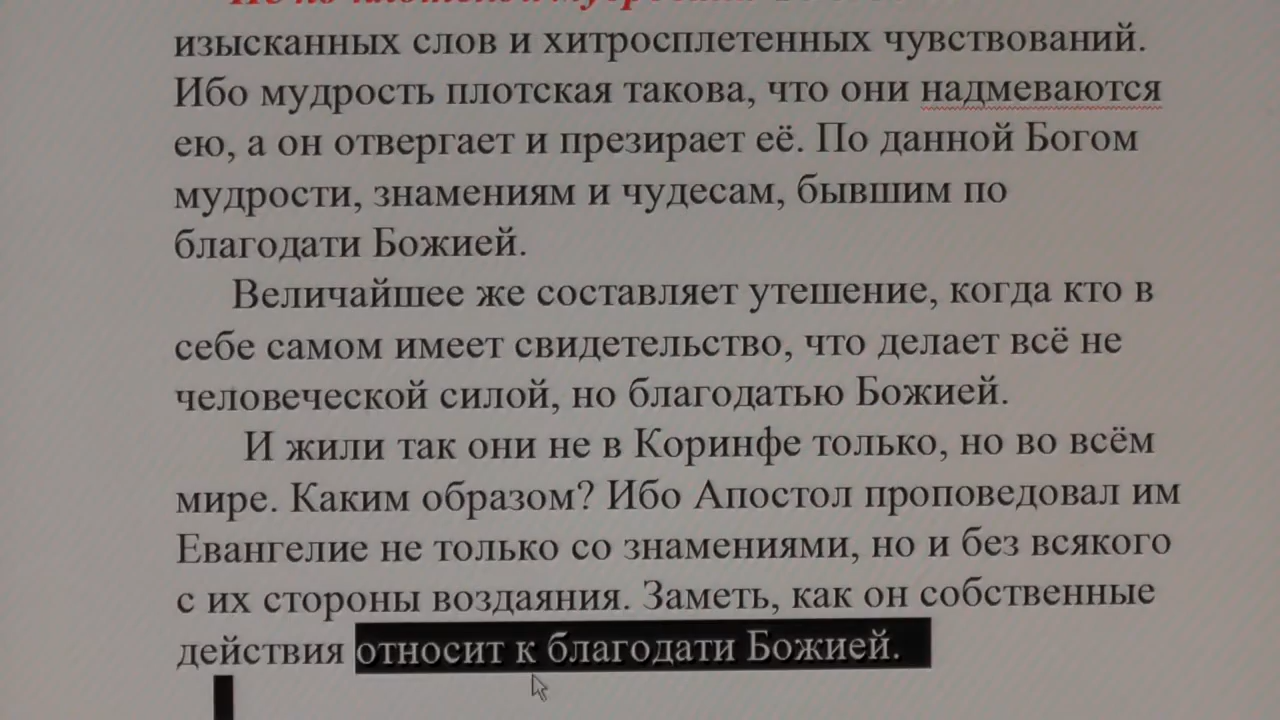 изысканных слов и хитросплетенных чувствований.
Ибо мудрость плотская такова, что они надмеваются
ею, а он отвергает и презирает её. По данной Богом
мудрости, знамениям и чудесам, бывшим по
благодати Божией.
Величайшее же составляет утешение, когда кто в
себе самом имеет свидетельство, что делает всё не
человеческой силой, но благодатью Божией.
И жили так они не в Коринфе только, но во всём
мире. Каким образом? Ибо Апостол проповедовал им
Евангелие не только со знамениями, но и без всякого
с их стороны воздаяния. Заметь, как он собственные
действия относит к благодати Божией.